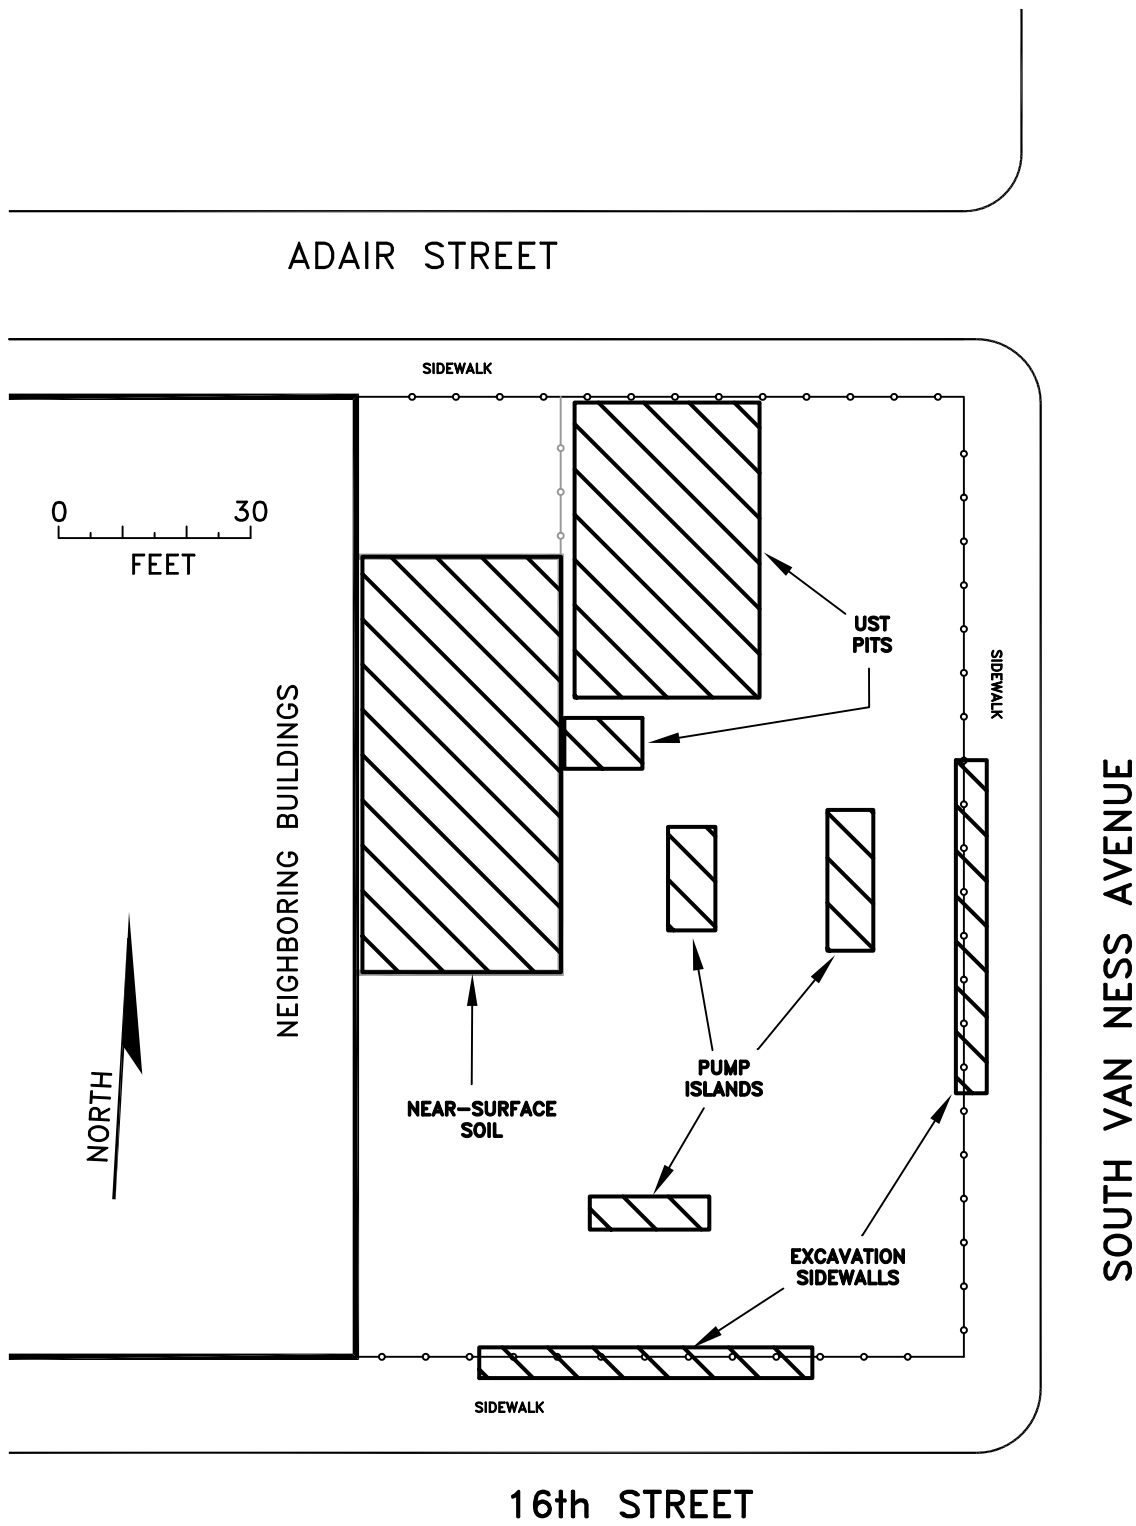 ADAIR STREET
SIDEWALK
0 30
FEET
UST
PITS
SIDEWALK
NEIGHBORING BUILDINGS
SOUTH VAN NESS AVENUE
NORTH
PUMP
ISLANDS
NEAR-SURFACE
SOIL
EXCAVATION
SIDEWALLS
SIDEWALK
16th STREET